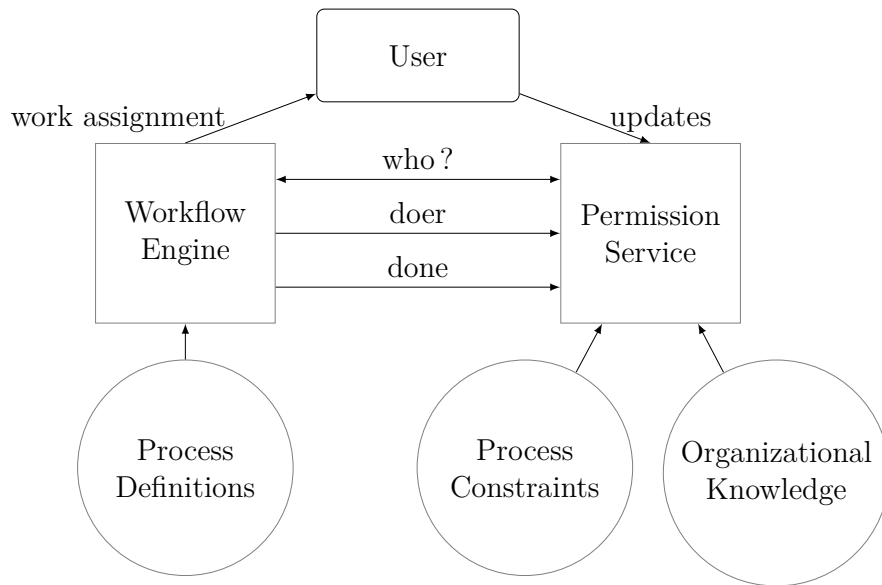 User
work assignment
updates
who ?
Workflow
Engine
doer
Permission
Service
done
Process
Definitions
Process
Constraints
Organizational
Knowledge